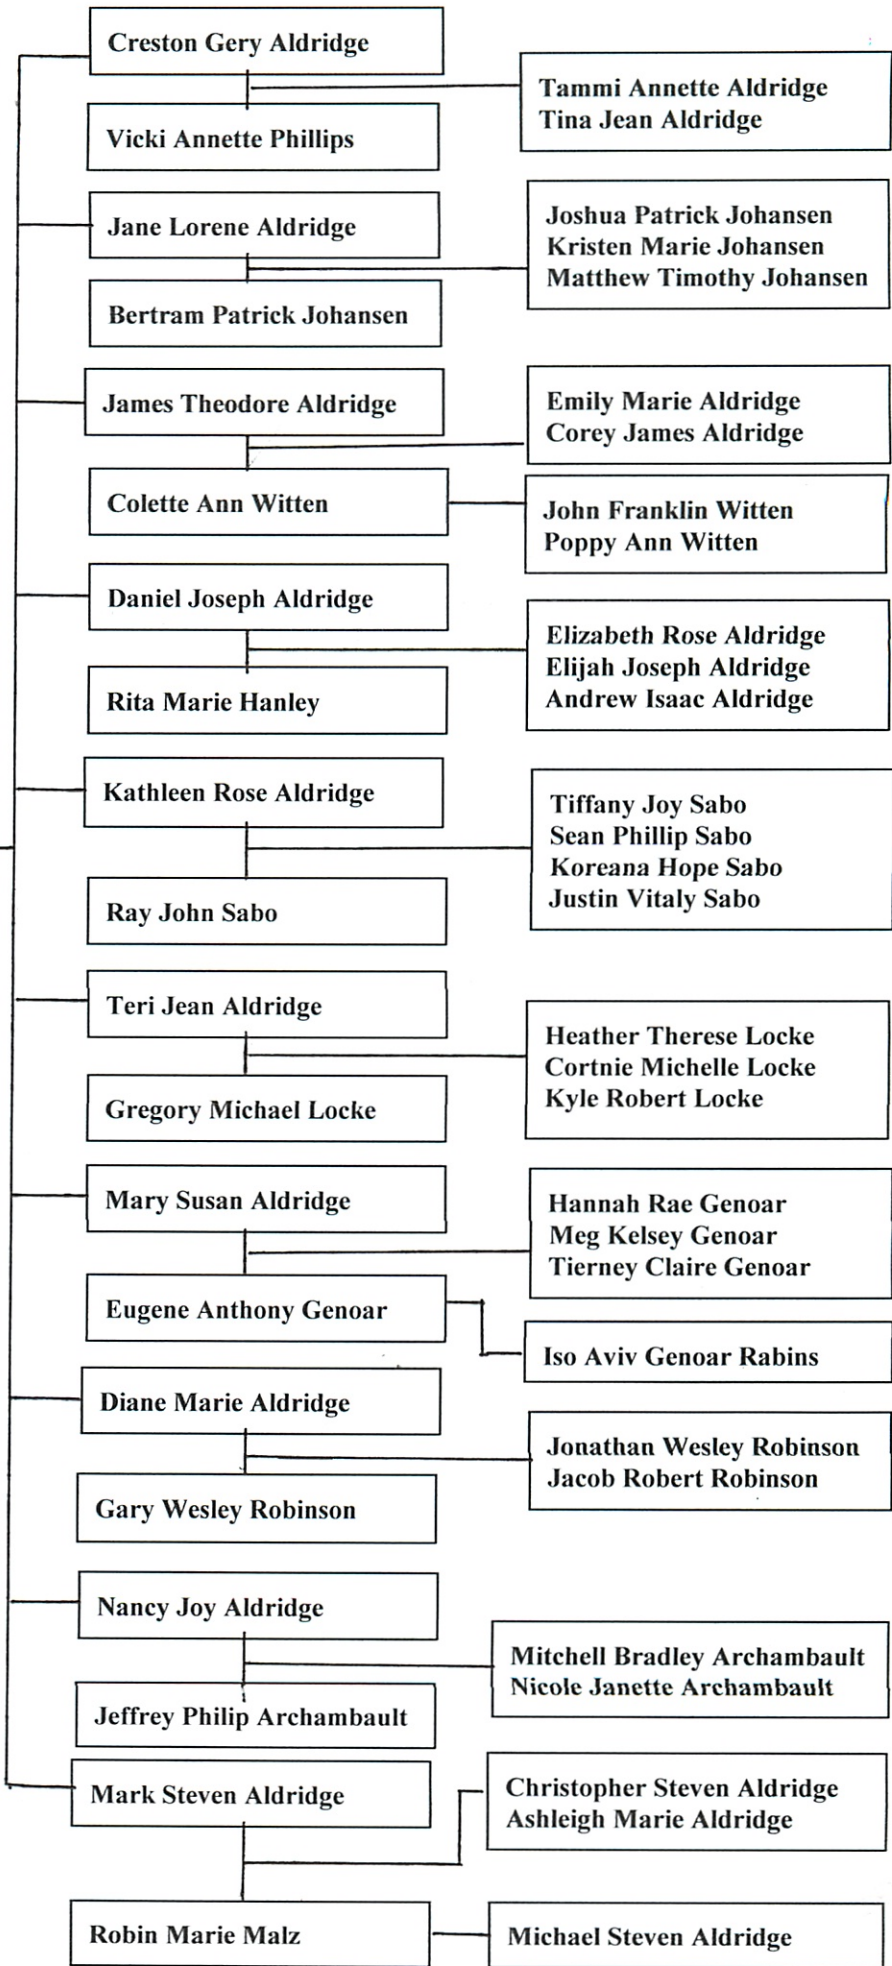 Creston Gery Aldridge
Tammi Annette Aldridge
Tina Jean Aldridge
Vicki Annette Phillips
Jane Lorene Aldridge
Joshua Patrick Johansen
Kristen Marie Johansen
Matthew Timothy Johansen
Bertram Patrick Johansen
James Theodore Aldridge
Emily Marie Aldridge
Corey James Aldridge
Colette Ann Witten
John Franklin Witten
Poppy Ann Witten
Daniel Joseph Aldridge
Elizabeth Rose Aldridge
Elijah Joseph Aldridge
Andrew Isaac Aldridge
Rita Marie Hanley
Kathleen Rose Aldridge
Tiffany Joy Sabo
Sean Phillip Sabo
Koreana Hope Sabo
Justin Vitaly Sabo
Ray John Sabo
Teri Jean Aldridge
Heather Therese Locke
Cortnie Michelle Locke
Kyle Robert Locke
Gregory Michael Locke
Mary Susan Aldridge
Hannah Rae Genoar
Meg Kelsey Genoar
Tierney Claire Genoar
Eugene Anthony Genoar
Iso Aviv Genoar Rabins
Diane Marie Aldridge
Jonathan Wesley Robinson
Jacob Robert Robinson
Gary Wesley Robinson
Nancy Joy Aldridge
Mitchell Bradley Archambault
Nicole Janette Archambault
Jeffrey Philip Archambault
Mark Steven Aldridge
Christopher Steven Aldridge
Ashleigh Marie Aldridge
Robin Marie Malz
Michael Steven Aldridge